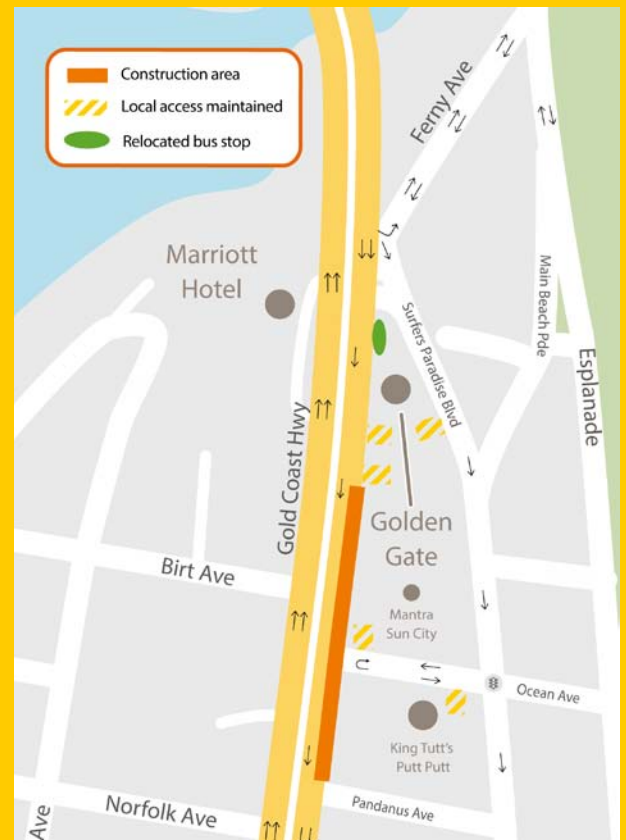 Construction area
Local access maintained
Relocated bus stop
Ferny Ave
Marriott
Hotel
Main Beach Pde
Surfers Paradise Blvd
Esplanade
Gold Coast Hwy
Golden
Gate
Birt Ave
Mantra
Sun City
Ocean Ave
King Tutt's
Putt Putt
Norfolk Ave
Pandanus Ave
Ave